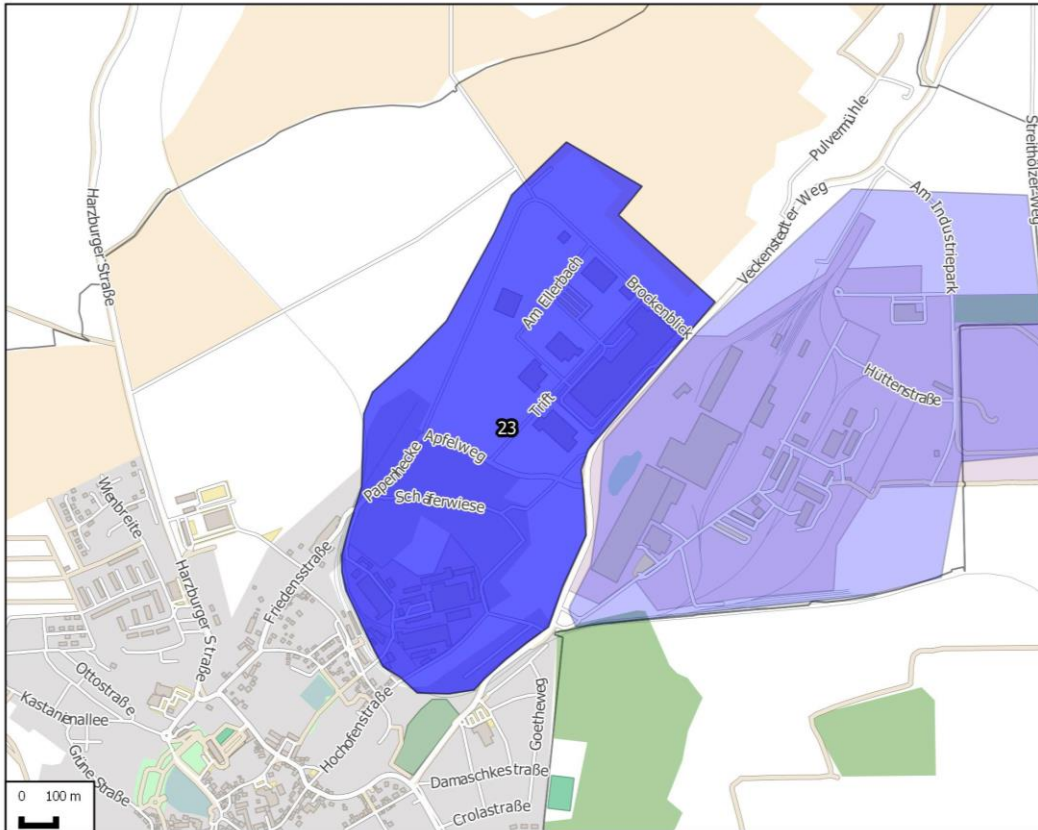 Harzburger Straße
Pulvermühle
Veckenstedter Weg
Streithölzer-Weg
Am Industriepark
Am Ellerbach
Brockenblick
Hüttenstraße
Trift
23
Apfelweg
Papenhecke
Schäferwiese
Wienbreite
Harzburger Straße
Friedensstraße
Ottostraße
Kastanienallee
Grüne Straße
Hochofenstraße
Goetheweg
Damaschkestraße
Crolastraße
0 100 m